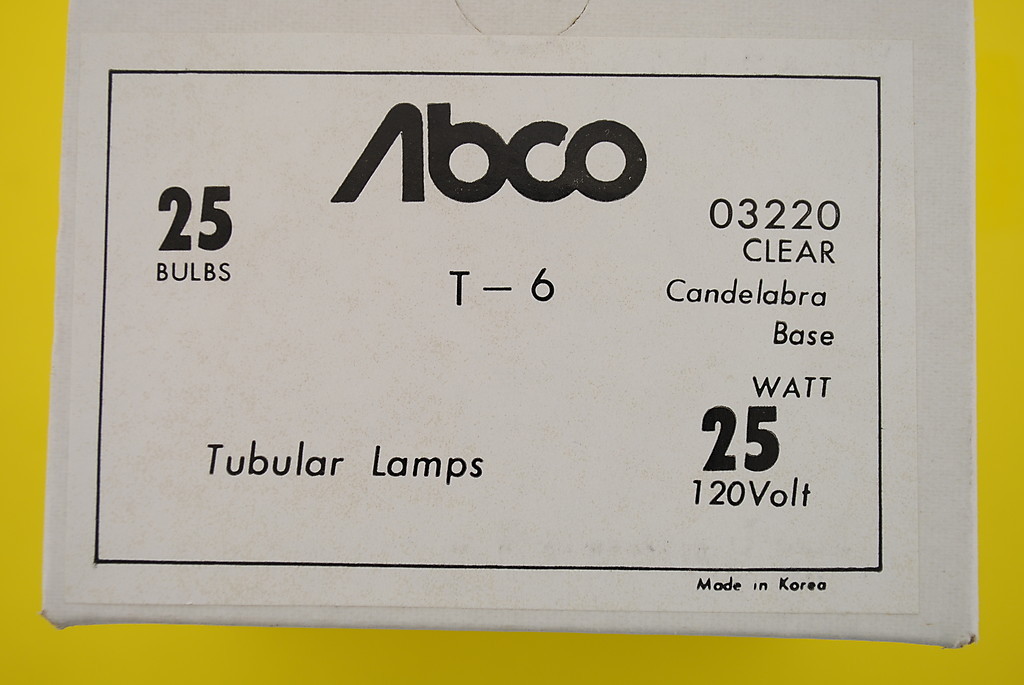 Abco
25
BULBS
T-6
03220
CLEAR
Candelabra
Base
WATT
25
120Volt
Tubular Lamps
Made in Korea